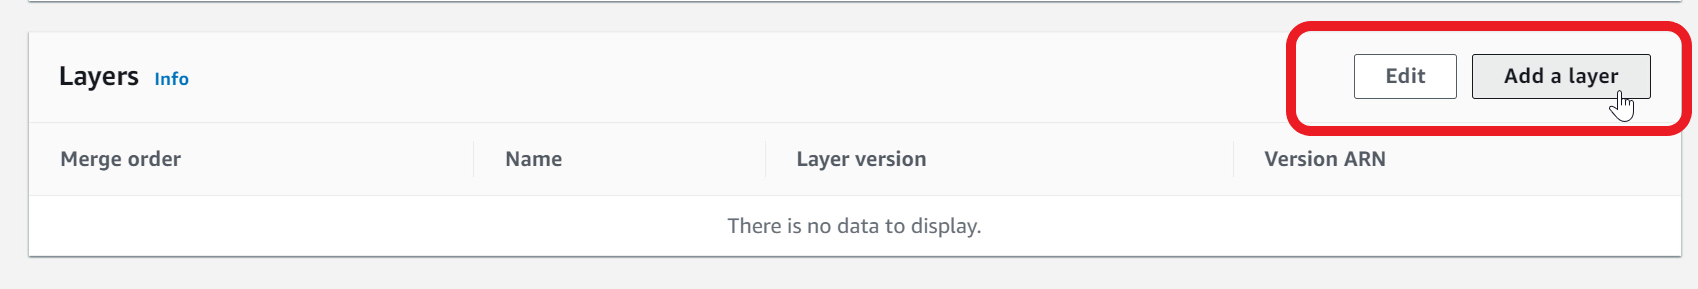 Layers Info Edit Add a layer
Merge order Name Layer version Version ARN
There is no data to display.